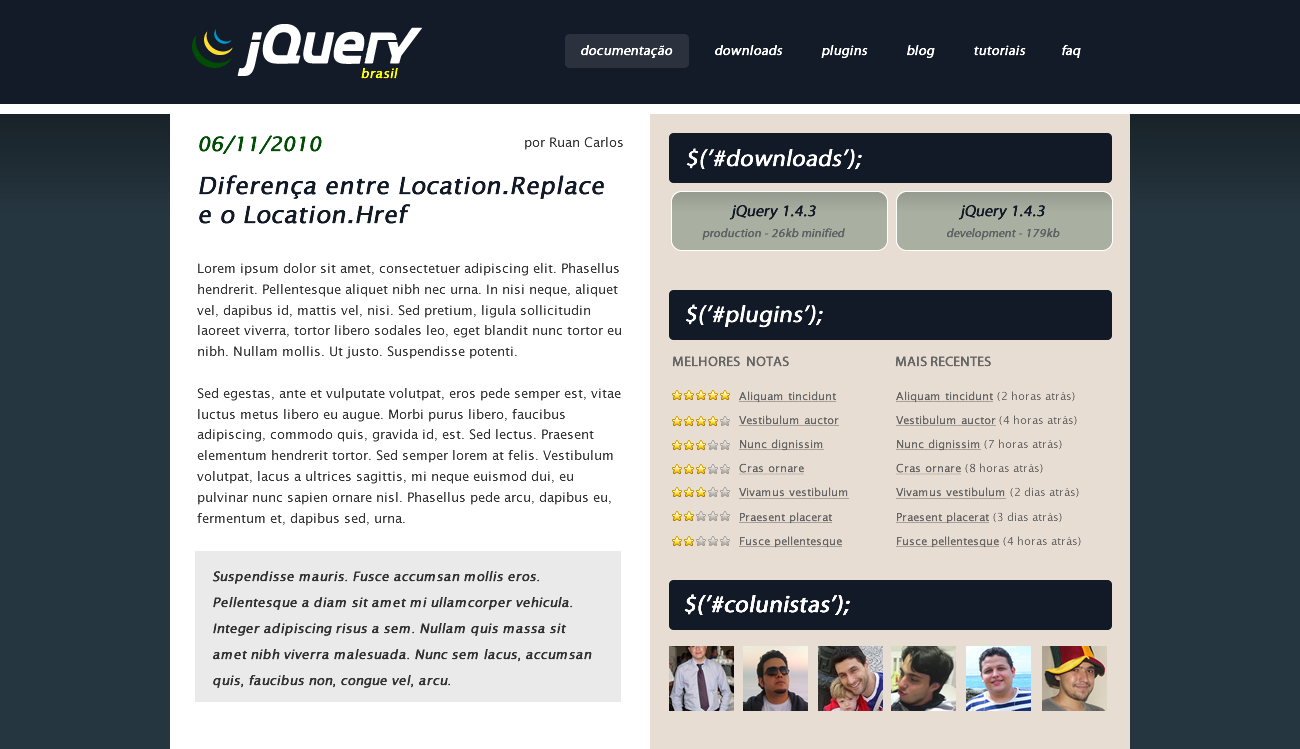 jQuery
brasil
documentação downloads plugins blog tutoriais faq
06/11/2010
por Ruan Carlos
Diferença entre Location.Replace
e o Location.Href
Lorem ipsum dolor sit amet, consectetuer adipiscing elit. Phasellus
hendrerit. Pellentesque aliquet nibh nec urna. In nisi neque, aliquet
vel, dapibus id, mattis vel, nisi. Sed pretium, ligula sollicitudin
laoreet viverra, tortor libero sodales leo, eget blandit nunc tortor eu
nibh. Nullam mollis. Ut justo. Suspendisse potenti.
Sed egestas, ante et vulputate volutpat, eros pede semper est, vitae
luctus metus libero eu augue. Morbi purus libero, faucibus
adipiscing, commodo quis, gravida id, est. Sed lectus. Praesent
elementum hendrerit tortor. Sed semper lorem at felis. Vestibulum
volutpat, lacus a ultrices sagittis, mi neque euismod dui, eu
pulvinar nunc sapien ornare nisl. Phasellus pede arcu, dapibus eu,
fermentum et, dapibus sed, urna.
Suspendisse mauris. Fusce accumsan mollis eros.
Pellentesque a diam sit amet mi ullamcorper vehicula.
Integer adipiscing risus a sem. Nullam quis massa sit
amet nibh viverra malesuada. Nunc sem lacus, accumsan
quis, faucibus non, congue vel, arcu.
$('#downloads');
jQuery 1.4.3
production - 26kb minified
jQuery 1.4.3
development - 179kb
$('#plugins');
MELHORES NOTAS
Aliquam tincidunt
Vestibulum auctor
Nunc dignissim
Cras ornare
Vivamus vestibulum
Praesent placerat
Fusce pellentesque
MAIS RECENTES
Aliquam tincidunt (2 horas atrás)
Vestibulum auctor (4 horas atrás)
Nunc dignissim (7 horas atrás)
Cras ornare (8 horas atrás)
Vivamus vestibulum (2 dias atrás)
Praesent placerat (3 dias atrás)
Fusce pellentesque (4 horas atrás)
$('#colunistas');